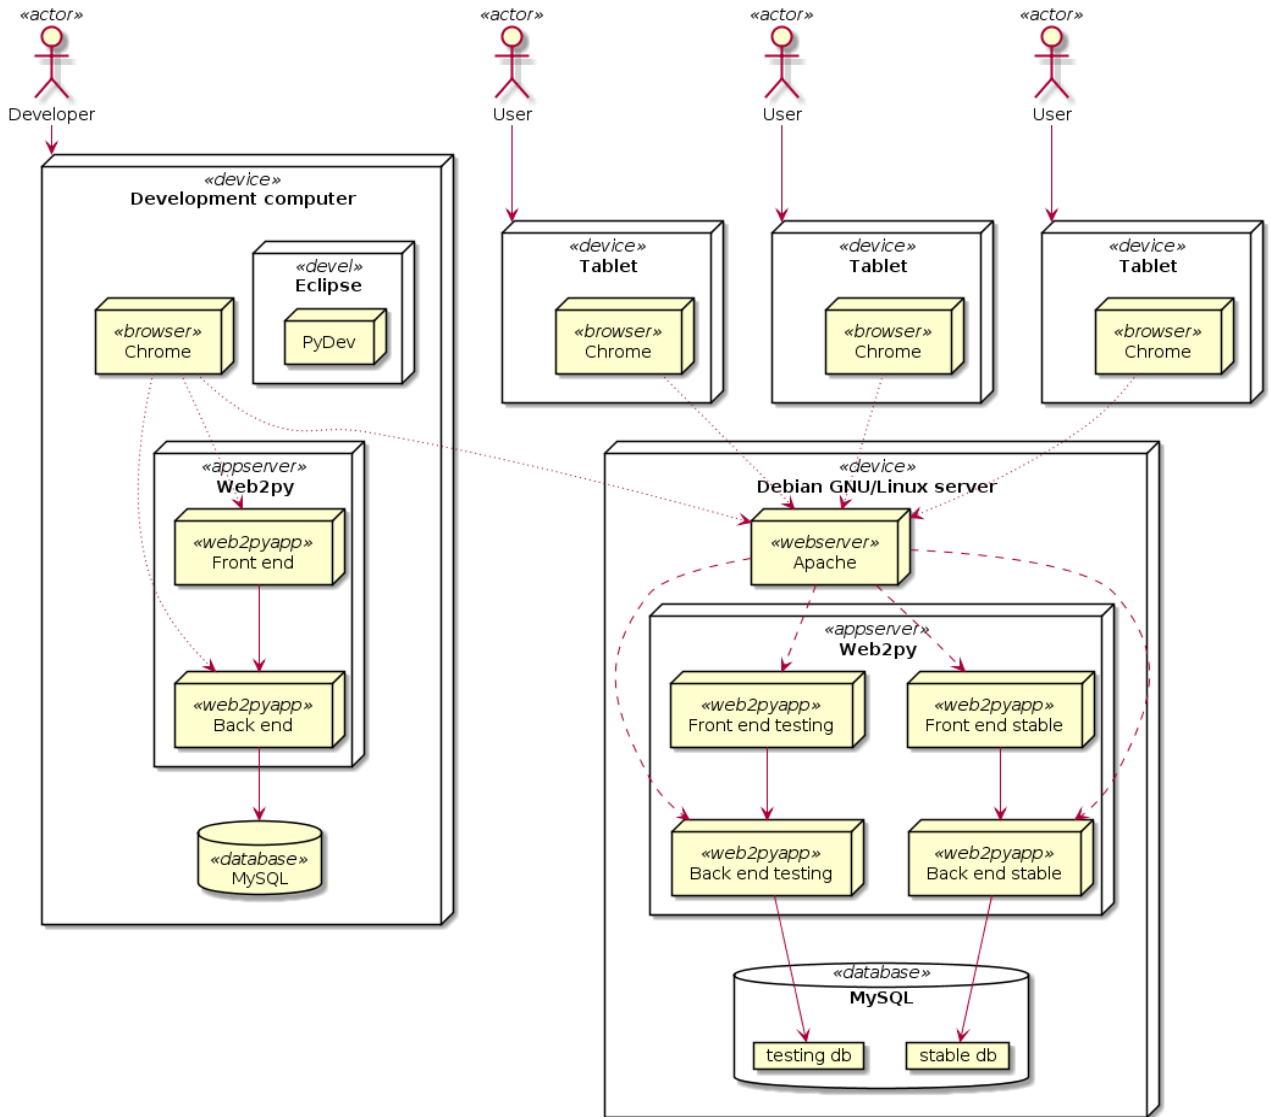 «actor»
Developer
«actor»
User
«actor»
User
«actor»
User
«device»
Development computer
«devel»
Eclipse
PyDev
«browser»
Chrome
«appserver»
Web2py
«web2pyapp»
Front end
«web2pyapp»
Back end
«database»
MySQL
«device»
Tablet
«browser»
Chrome
«device»
Tablet
«browser»
Chrome
«device»
Tablet
«browser»
Chrome
«device»
Debian GNU/Linux server
«webserver»
Apache
«appserver»
Web2py
«web2pyapp»
Front end testing
«web2pyapp»
Front end stable
«web2pyapp»
Back end testing
«web2pyapp»
Back end stable
«database»
MySQL
testing db
stable db